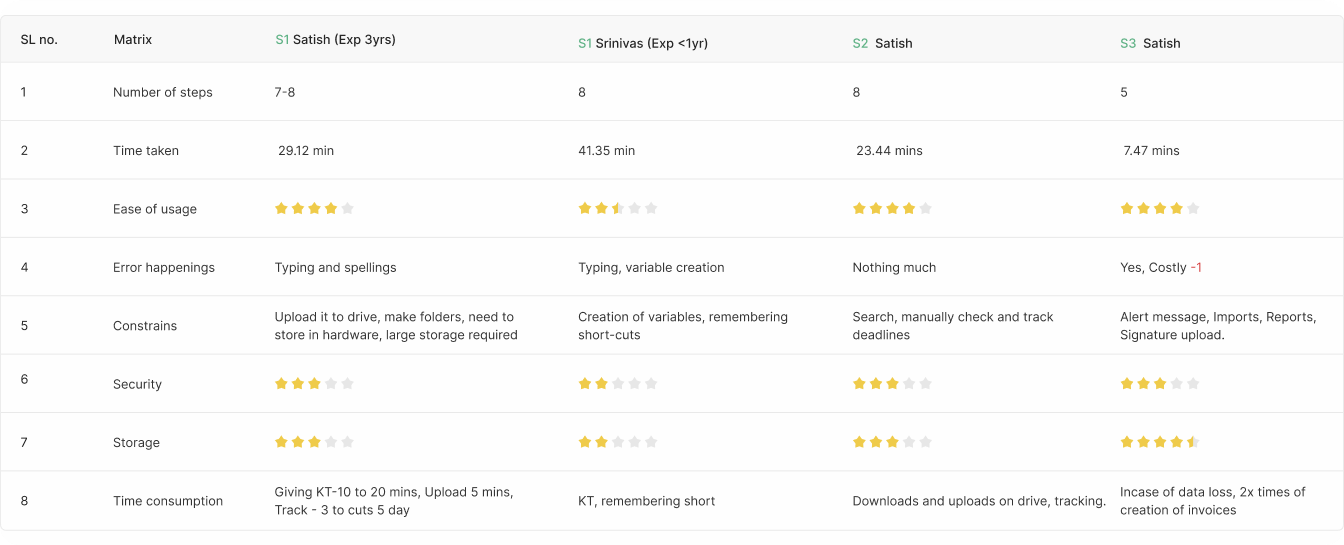 SL no. Matrix S1 Satish (Exp 3yrs) S1 Srinivas (Exp <1yr) S2 Satish S3 Satish
1 Number of steps 7-8 8 8 5
2 Time taken 29.12 min 41.35 min 23.44 mins 7.47 mins
3 Ease of usage
4 Error happenings Typing and spellings Typing, variable creation Nothing much Yes, Costly -1
5 Constrains
Upload it to drive, make folders, need to
store in hardware, large storage required
Creation of variables, remembering
short-cuts
Search, manually check and track
deadlines
Alert message, Imports, Reports,
Signature upload.
6 Security
7 Storage
8 Time consumption
Giving KT-10 to 20 mins, Upload 5 mins,
Track - 3 to cuts 5 day
KT, remembering short
Downloads and uploads on drive, tracking.
Incase of data loss, 2x times of
creation of invoices